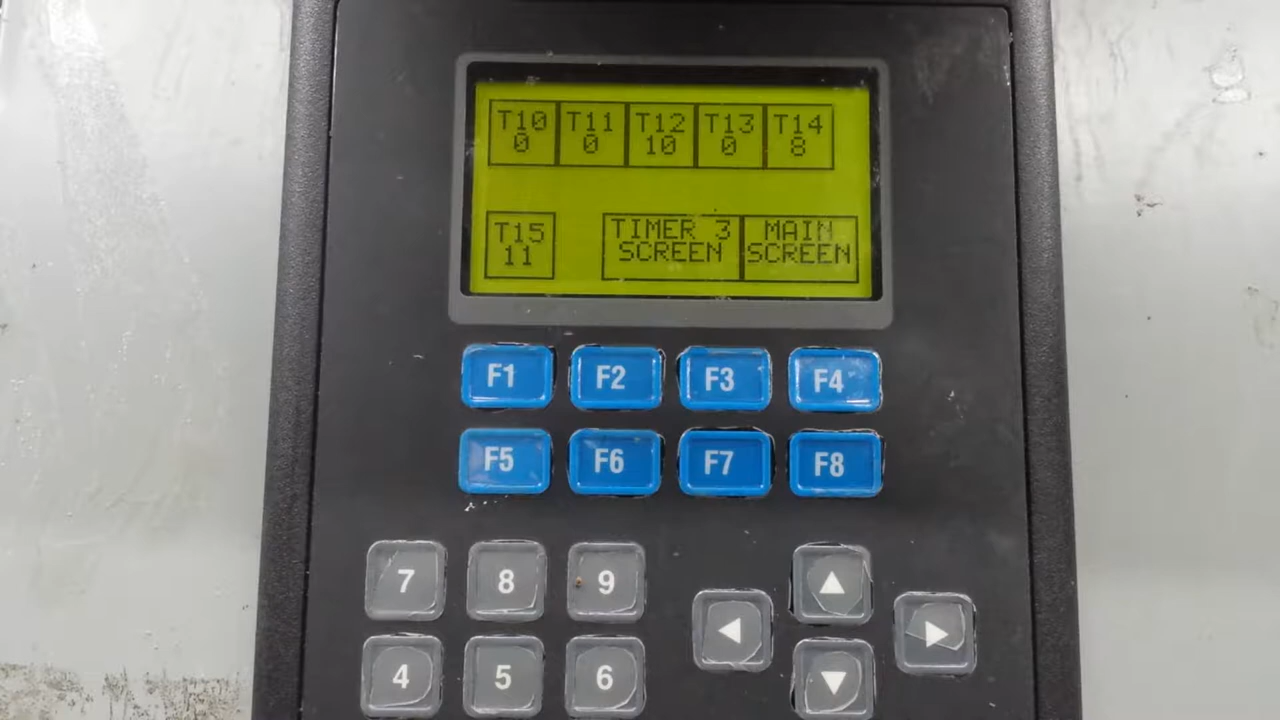 T10 T11 T12 T13 T14
0 0 10 0 8
T15 TIMER 3 MAIN
11 SCREEN SCREEN
F1 F2 F3 F4
F5 F6 F7 F8
7 8 9
4 5 6